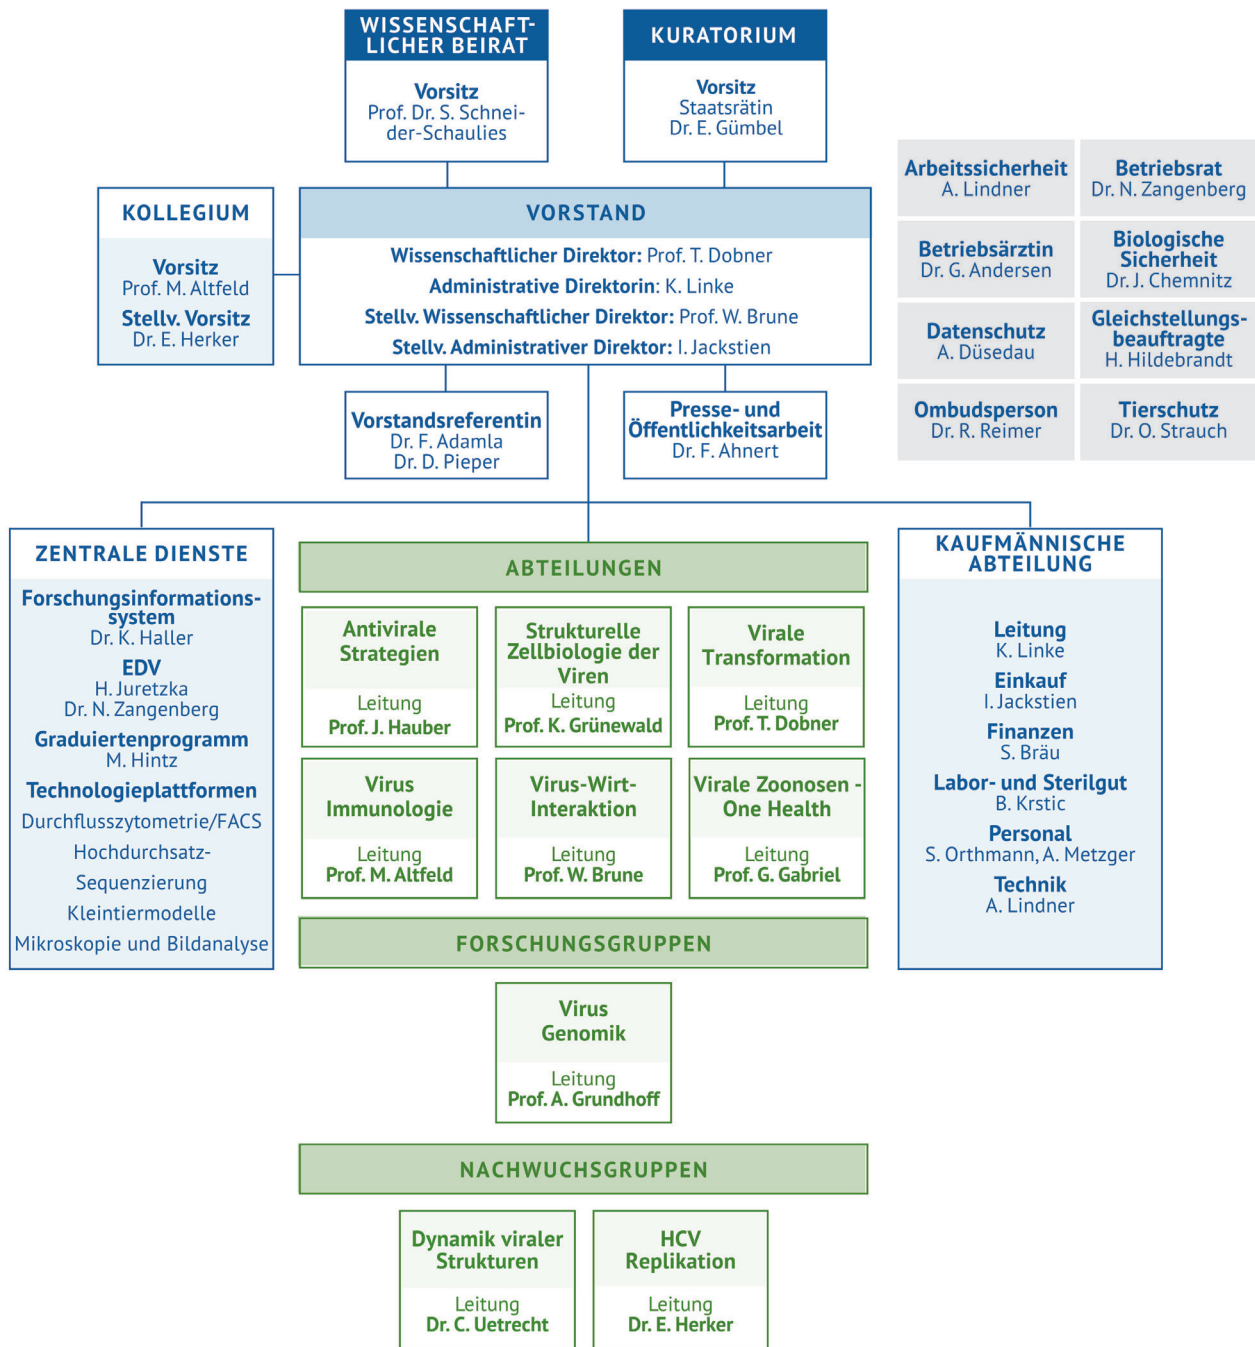 WISSENSCHAFT-
LICHER BEIRAT
Vorsitz
Prof. Dr. S. Schnei-
der-Schaulies
KURATORIUM
Vorsitz
Staatsrätin
Dr. E. Gümbel
KOLLEGIUM
Vorsitz
Prof. M. Altfeld
Stellv. Vorsitz
Dr. E. Herker
VORSTAND
Wissenschaftlicher Direktor: Prof. T. Dobner
Administrative Direktorin: K. Linke
Stellv. Wissenschaftlicher Direktor: Prof. W. Brune
Stellv. Administrativer Direktor: I. Jackstien
Arbeitssicherheit
A. Lindner
Betriebsrat
Dr. N. Zangenberg
Betriebsärztin
Dr. G. Andersen
Biologische
Sicherheit
Dr. J. Chemnitz
Datenschutz
A. Düsedau
Gleichstellungs-
beauftragte
H. Hildebrandt
Ombudsperson
Dr. R. Reimer
Tierschutz
Dr. O. Strauch
Vorstandsreferentin
Dr. F. Adamla
Dr. D. Pieper
Presse- und
Öffentlichkeitsarbeit
Dr. F. Ahnert
ZENTRALE DIENSTE
Forschungsinformations-
system
Dr. K. Haller
EDV
H. Juretzka
Dr. N. Zangenberg
Graduiertenprogramm
M. Hintz
Technologieplattformen
Durchflusszytometrie/FACS
Hochdurchsatz-
Sequenzierung
Kleintiermodelle
Mikroskopie und Bildanalyse
ABTEILUNGEN
Antivirale
Strategien
Leitung
Prof. J. Hauber
Strukturelle
Zellbiologie der
Viren
Leitung
Prof. K. Grünewald
Virale
Transformation
Leitung
Prof. T. Dobner
Virus
Immunologie
Leitung
Prof. M. Altfeld
Virus-Wirt-
Interaktion
Leitung
Prof. W. Brune
Virale Zoonosen -
One Health
Leitung
Prof. G. Gabriel
FORSCHUNGSGRUPPEN
Virus
Genomik
Leitung
Prof. A. Grundhoff
NACHWUCHSGRUPPEN
Dynamik viraler
Strukturen
Leitung
Dr. C. Uetrecht
HCV
Replikation
Leitung
Dr. E. Herker
KAUFMÄNNISCHE
ABTEILUNG
Leitung
K. Linke
Einkauf
I. Jackstien
Finanzen
S. Bräu
Labor- und Sterilgut
B. Krstic
Personal
S. Orthmann, A. Metzger
Technik
A. Lindner